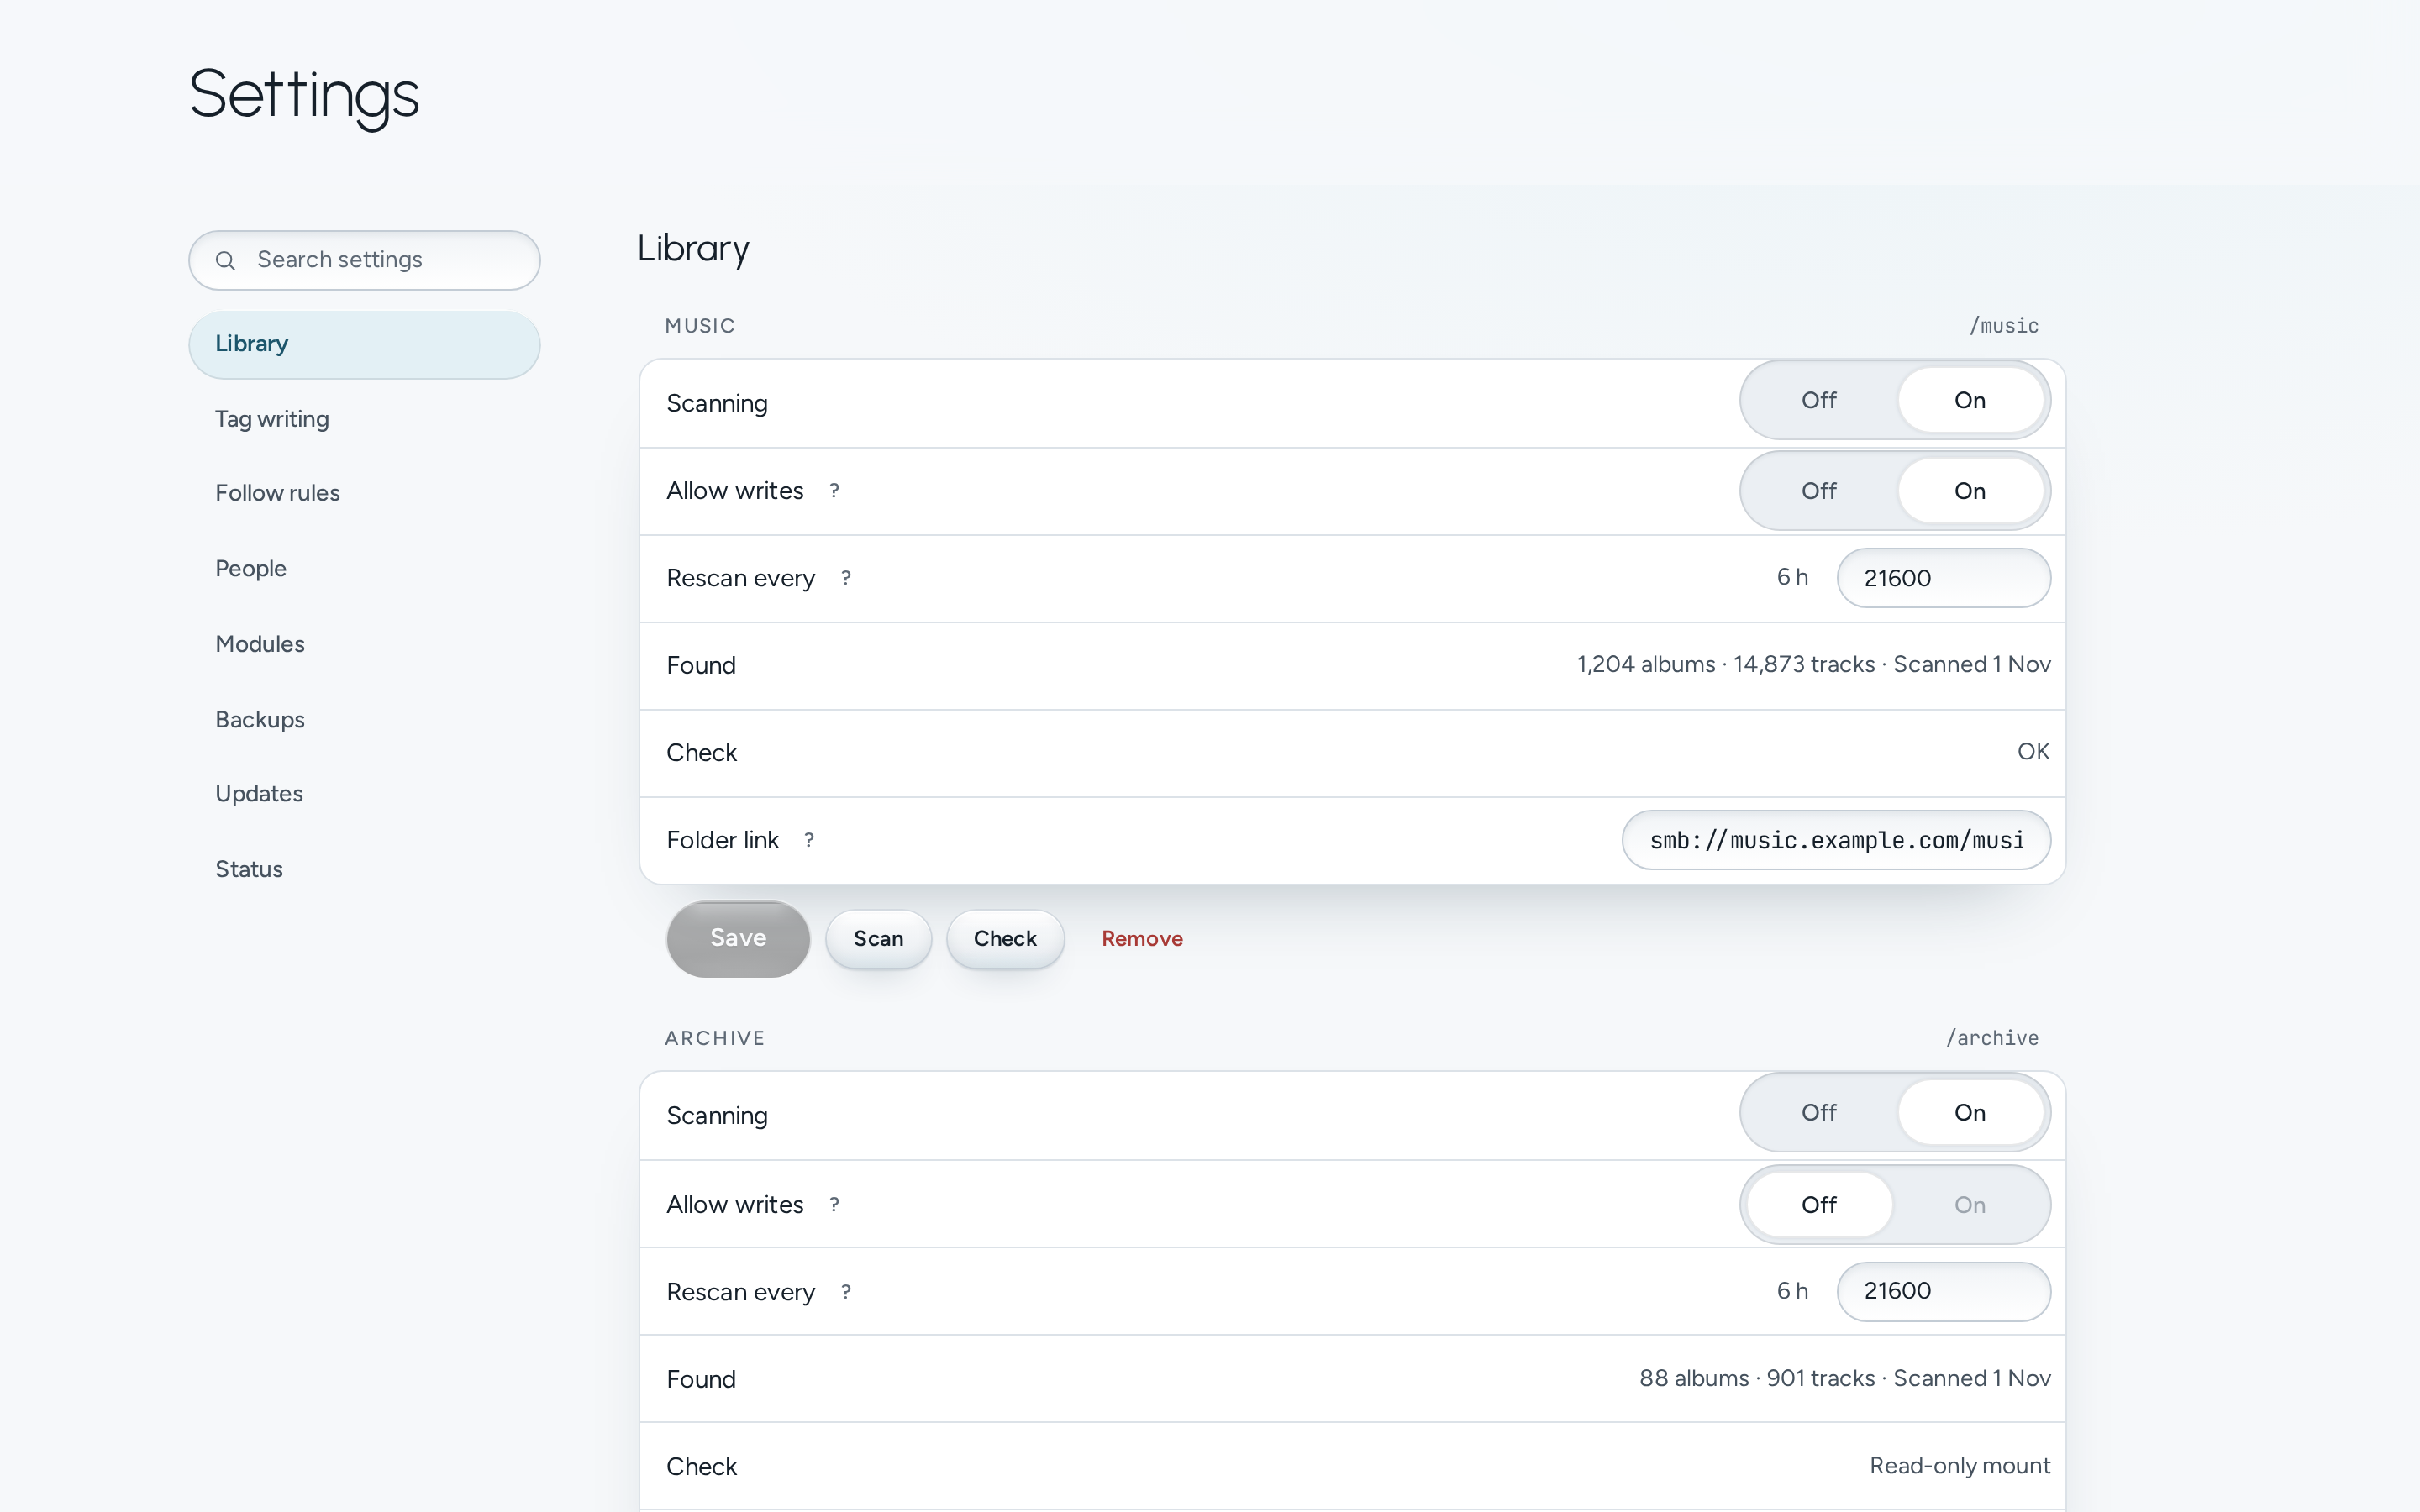 Settings
Search settings
Library
Tag writing
Follow rules
People
Modules
Backups
Updates
Status
Library
MUSIC /music
Scanning Off On
Allow writes ? Off On
Rescan every ? 6 h 21600
Found 1,204 albums · 14,873 tracks · Scanned 1 Nov
Check OK
Folder link ? smb://music.example.com/musi
Save Scan Check Remove
ARCHIVE /archive
Scanning Off On
Allow writes ? Off On
Rescan every ? 6 h 21600
Found 88 albums · 901 tracks · Scanned 1 Nov
Check Read-only mount